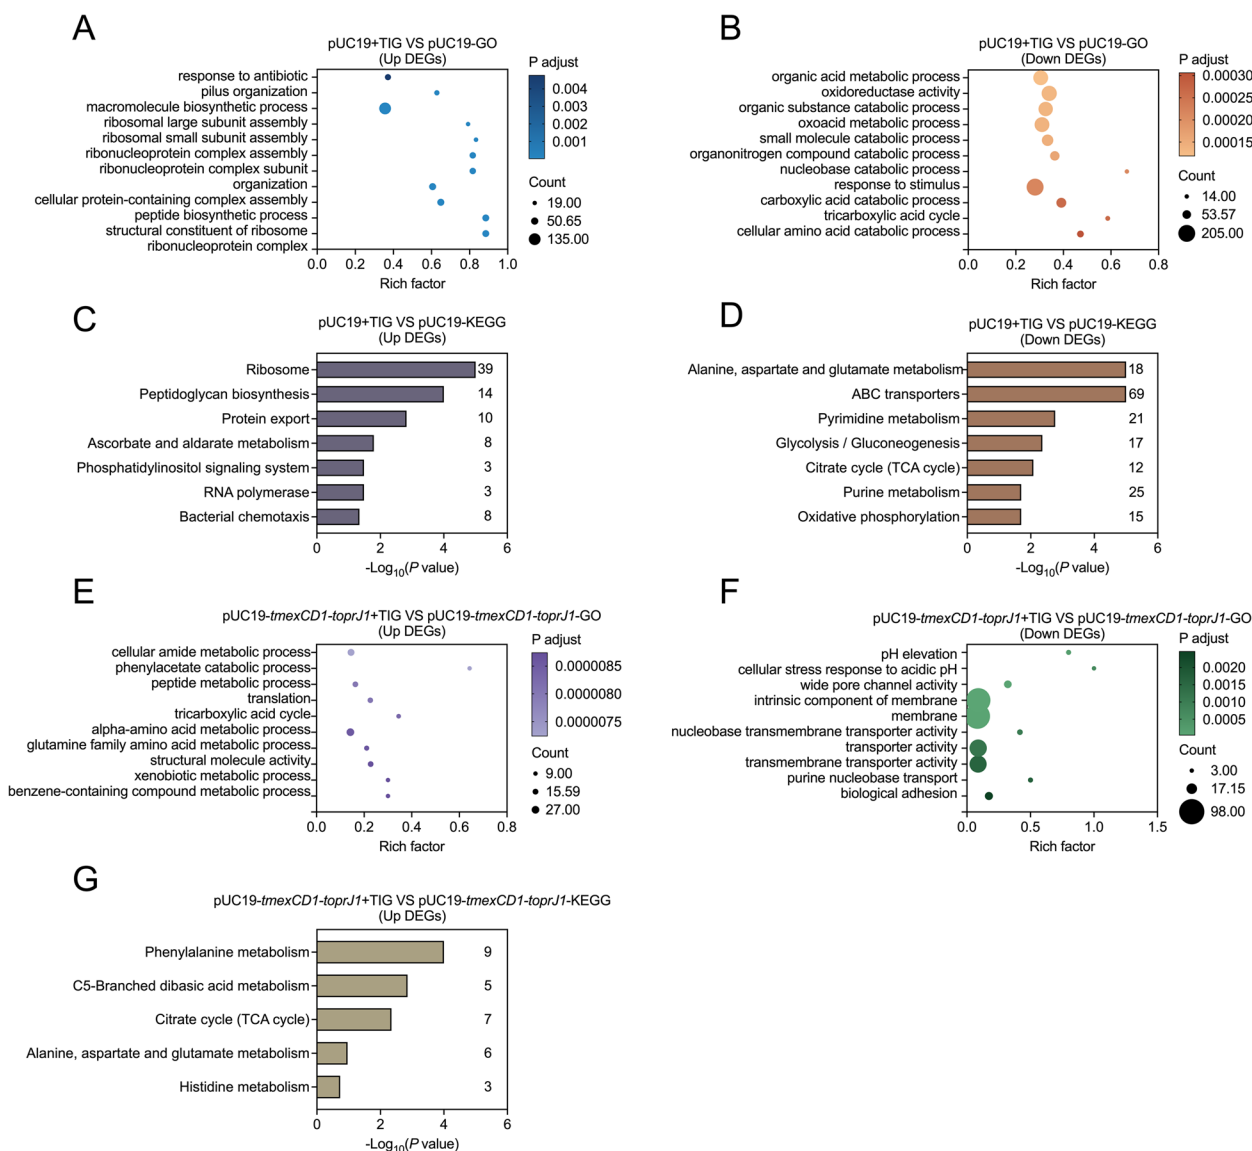 A
pUC19+TIG VS pUC19-GO
(Up DEGs)
response to antibiotic
pilus organization
macromolecule biosynthetic process
ribosomal large subunit assembly
ribosomal small subunit assembly
ribonucleoprotein complex assembly
ribonucleoprotein complex subunit
organization
cellular protein-containing complex assembly
peptide biosynthetic process
structural constituent of ribosome
ribonucleoprotein complex
0.0 0.2 0.4 0.6 0.8 1.0
Rich factor
P adjust
0.004
0.003
0.002
0.001
Count
19.00
50.65
135.00
B
pUC19+TIG VS pUC19-GO
(Down DEGs)
organic acid metabolic process
oxidoreductase activity
organic substance catabolic process
oxoacid metabolic process
small molecule catabolic process
organonitrogen compound catabolic process
nucleobase catabolic process
response to stimulus
carboxylic acid catabolic process
tricarboxylic acid cycle
cellular amino acid catabolic process
0.0 0.2 0.4 0.6 0.8
Rich factor
P adjust
0.00030
0.00025
0.00020
0.00015
Count
14.00
53.57
205.00
C
pUC19+TIG VS pUC19-KEGG
(Up DEGs)
Ribosome 39
Peptidoglycan biosynthesis 14
Protein export 10
Ascorbate and aldarate metabolism 8
Phosphatidylinositol signaling system 3
RNA polymerase 3
Bacterial chemotaxis 8
0 2 4 6
-Log10(P value)
D
pUC19+TIG VS pUC19-KEGG
(Down DEGs)
Alanine, aspartate and glutamate metabolism 18
ABC transporters 69
Pyrimidine metabolism 21
Glycolysis / Gluconeogenesis 17
Citrate cycle (TCA cycle) 12
Purine metabolism 25
Oxidative phosphorylation 15
0 2 4 6
-Log10(P value)
E
pUC19-tmexCD1-toprJ1+TIG VS pUC19-tmexCD1-toprJ1-GO
(Up DEGs)
cellular amide metabolic process
phenylacetate catabolic process
peptide metabolic process
translation
tricarboxylic acid cycle
alpha-amino acid metabolic process
glutamine family amino acid metabolic process
structural molecule activity
xenobiotic metabolic process
benzene-containing compound metabolic process
0.0 0.2 0.4 0.6 0.8
Rich factor
P adjust
0.0000085
0.0000080
0.0000075
Count
9.00
15.59
27.00
F
pUC19-tmexCD1-toprJ1+TIG VS pUC19-tmexCD1-toprJ1-GO
(Down DEGs)
pH elevation
cellular stress response to acidic pH
wide pore channel activity
intrinsic component of membrane
membrane
nucleobase transmembrane transporter activity
transporter activity
transmembrane transporter activity
purine nucleobase transport
biological adhesion
0.0 0.5 1.0 1.5
Rich factor
P adjust
0.0020
0.0015
0.0010
0.0005
Count
3.00
17.15
98.00
G
pUC19-tmexCD1-toprJ1+TIG VS pUC19-tmexCD1-toprJ1-KEGG
(Up DEGs)
Phenylalanine metabolism 9
C5-Branched dibasic acid metabolism 5
Citrate cycle (TCA cycle) 7
Alanine, aspartate and glutamate metabolism 6
Histidine metabolism 3
0 2 4 6
-Log10(P value)